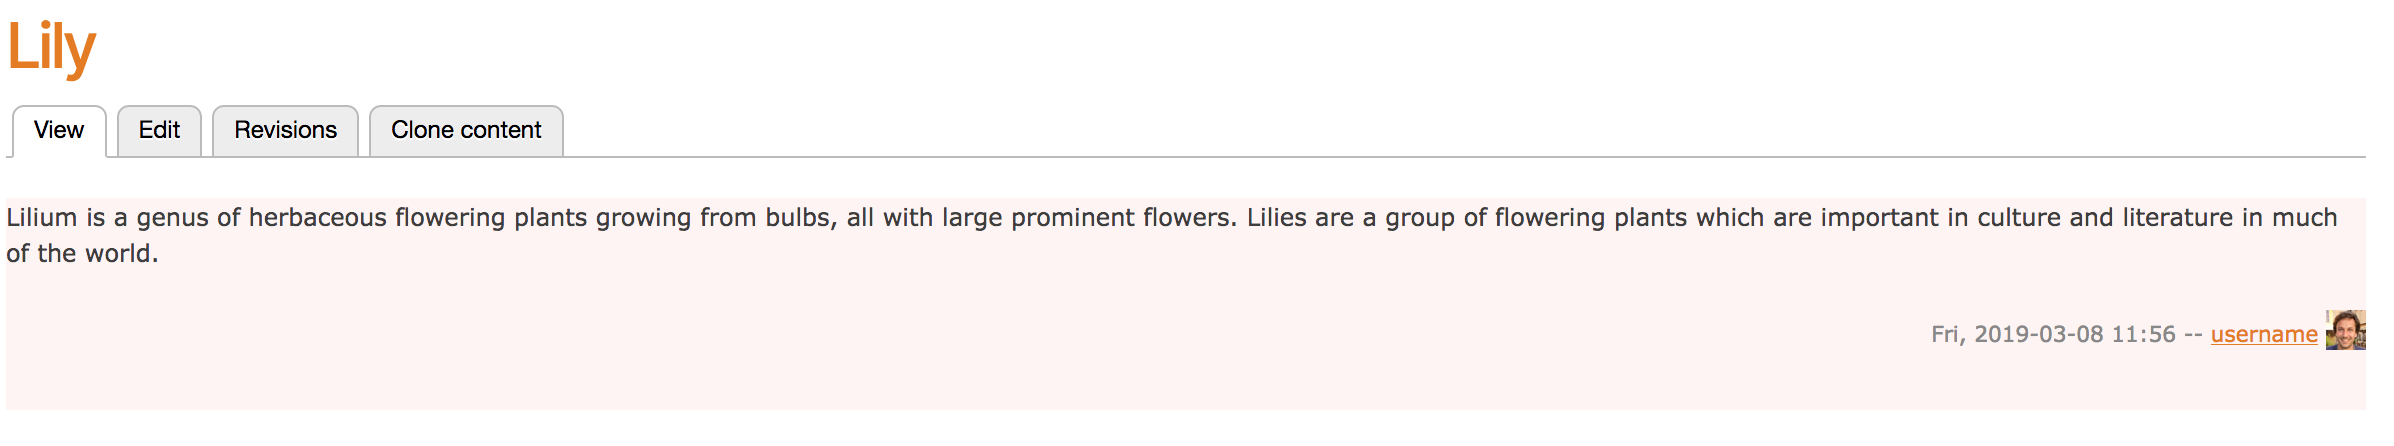 Lily
View Edit Revisions Clone content
Lilium is a genus of herbaceous flowering plants growing from bulbs, all with large prominent flowers. Lilies are a group of flowering plants which are important in culture and literature in much
of the world.
Fri, 2019-03-08 11:56 -- username